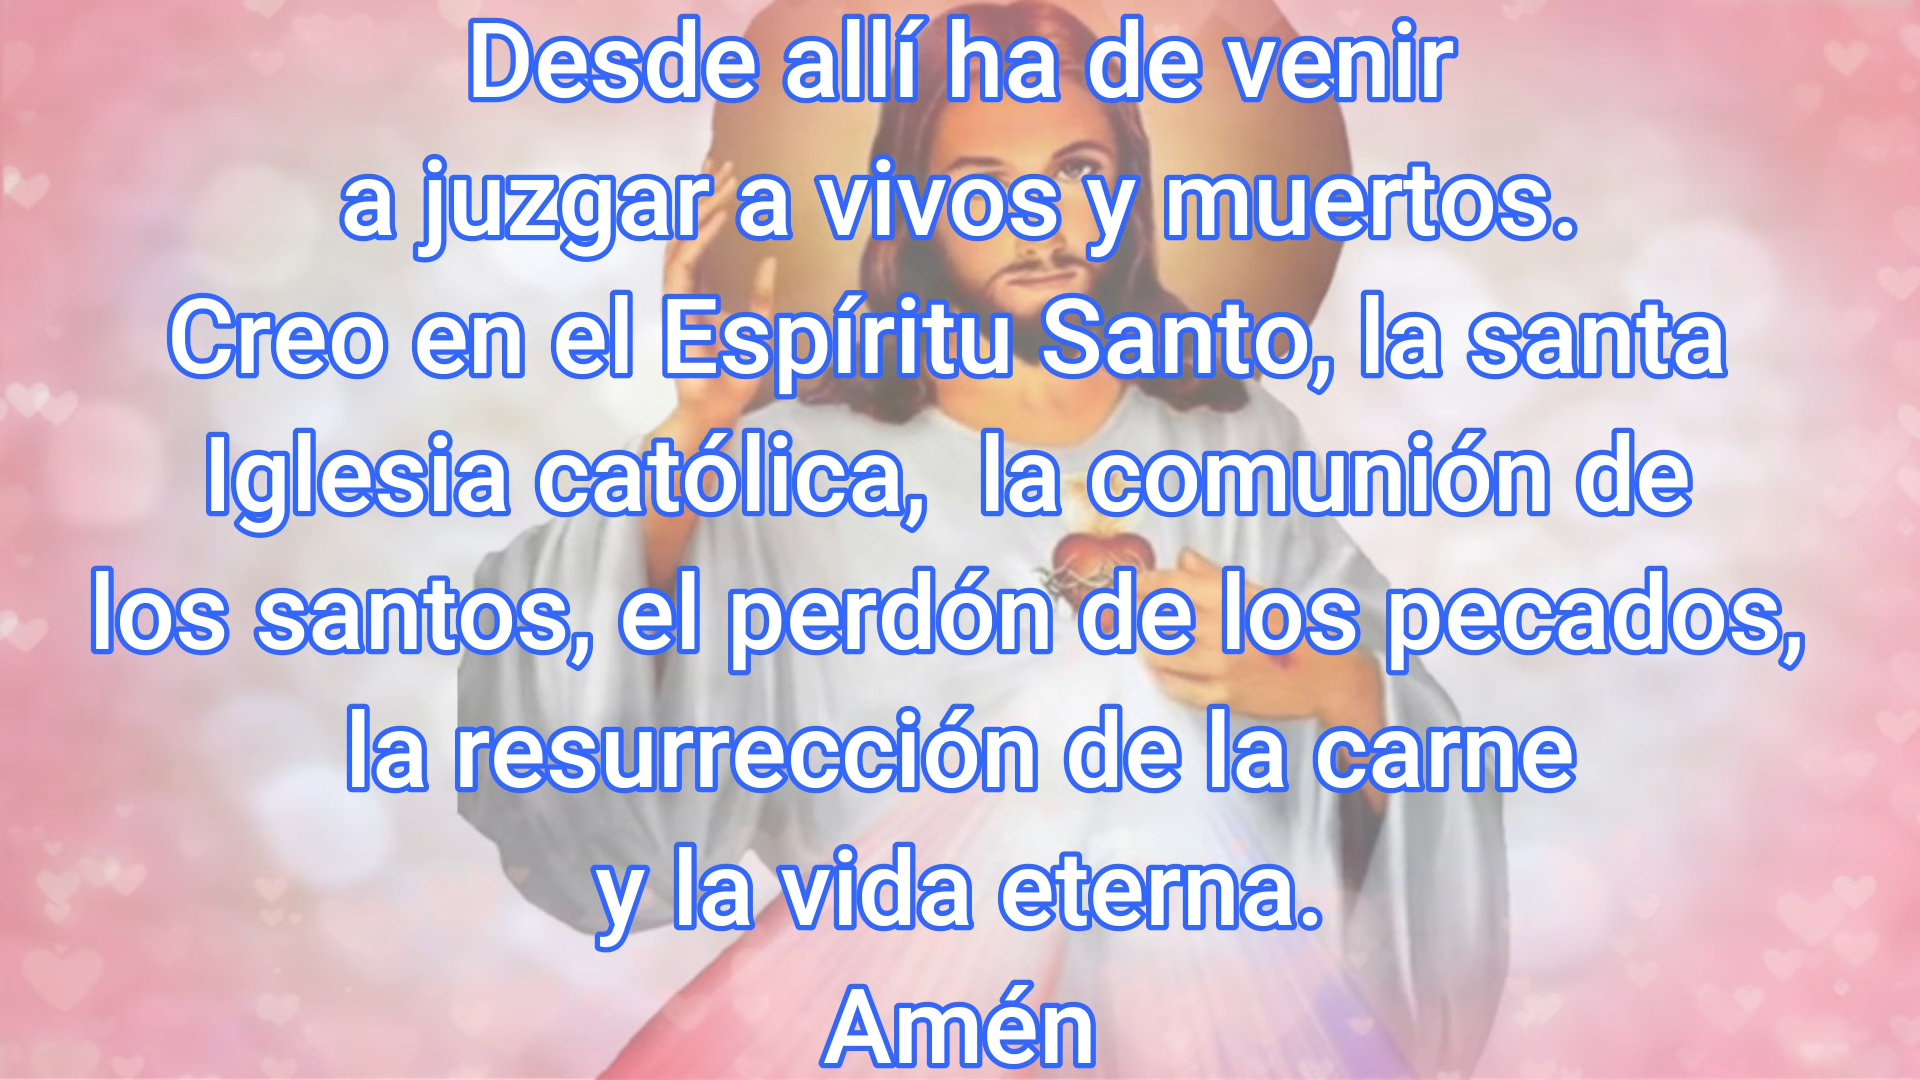 Desde allí ha de venir
a juzgar a vivos y muertos.
Creo en el Espíritu Santo, la santa
Iglesia católica,  la comunión de
los santos, el perdón de los pecados,
la resurrección de la carne
y la vida eterna.
Amén